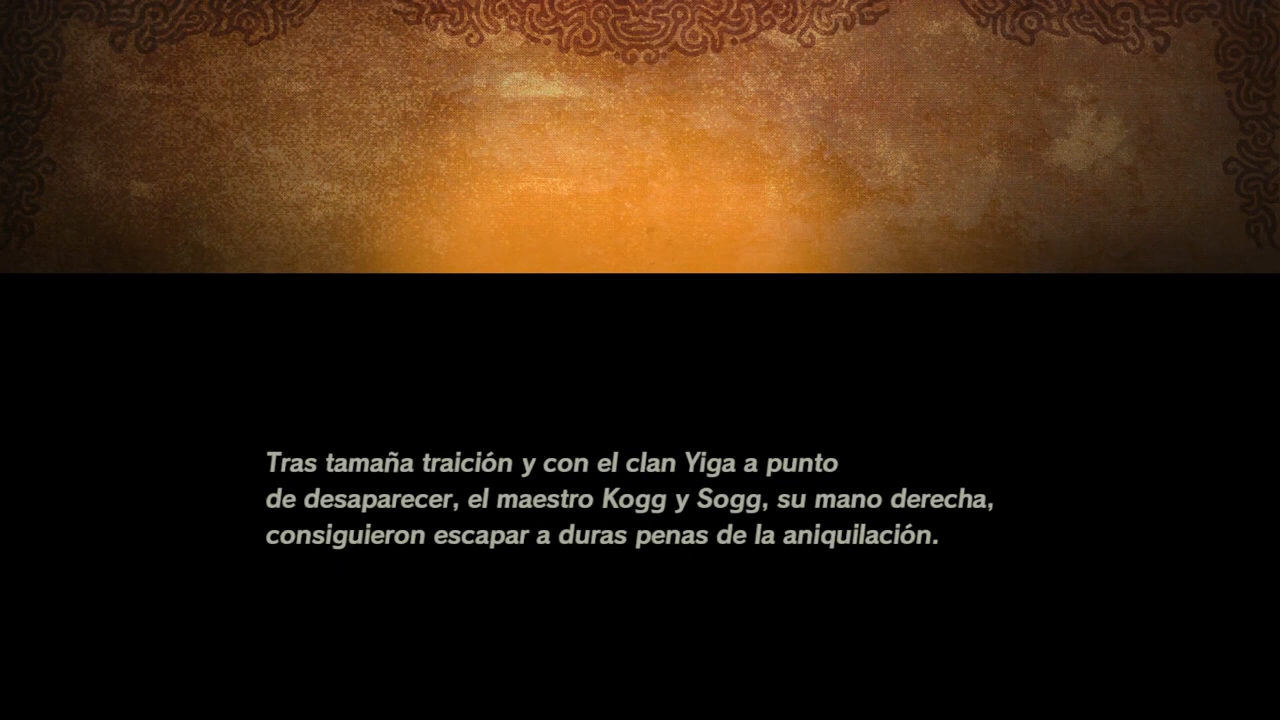 Tras tamaña traición y con el clan Yiga a punto
de desaparecer, el maestro Kogg y Sogg, su mano derecha,
consiguieron escapar a duras penas de la aniquilación.